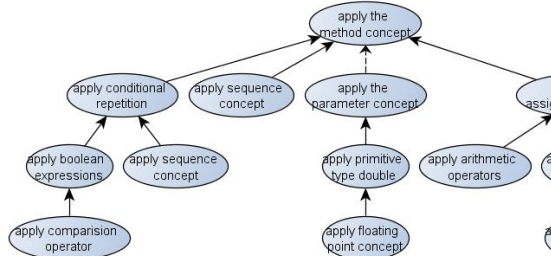 apply the
method concept
apply conditional
repetition
apply sequence
concept
apply the
parameter concept
assig
apply boolean
expressions
apply sequence
concept
apply primitive
type double
apply arithmetic
operators
apply comparision
operator
apply floating
point concept